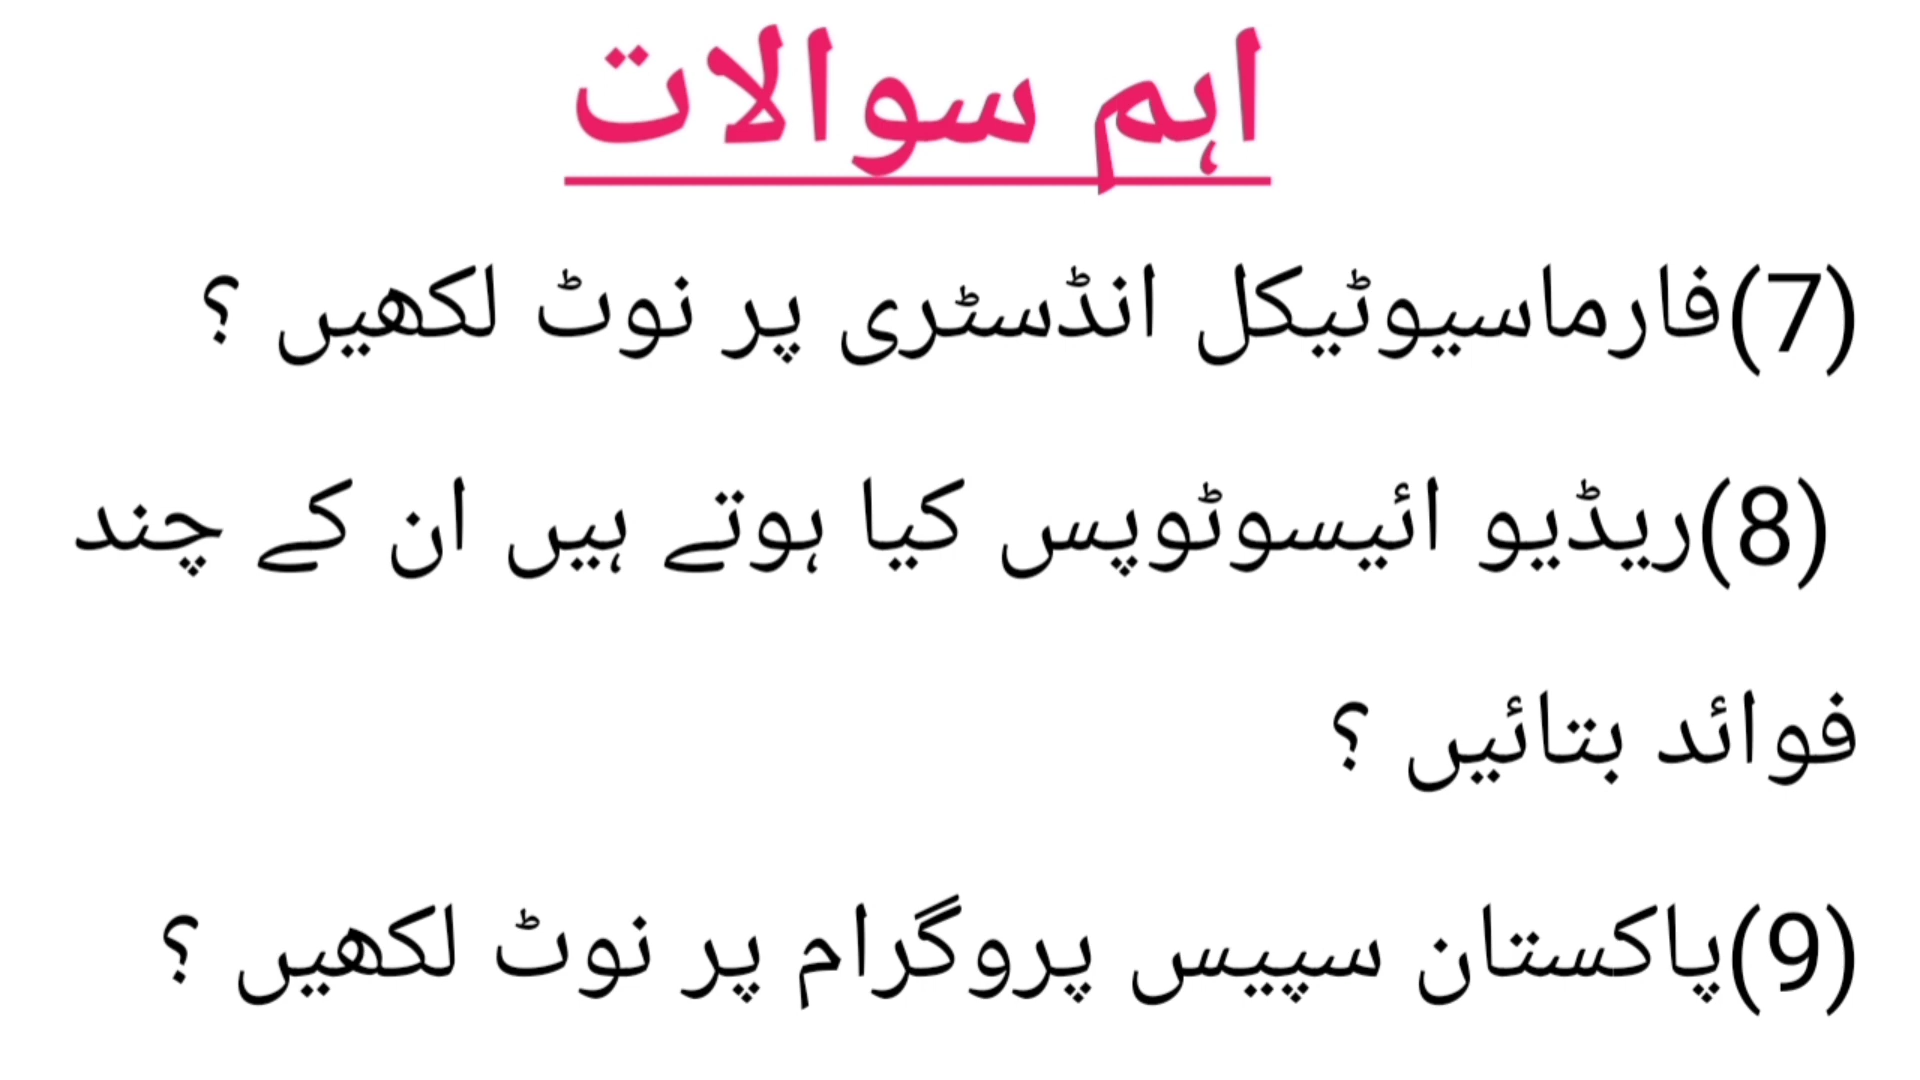 اہم سوالات
(7)فارماسیوٹیکل انڈسٹری پر نوٹ لکھیں ؟
(8)ریڈیو ائیسوٹوپس کیا ہوتے ہیں ان کے چند
فوائد بتائیں ؟
(9)پاکستان سپیس پروگرام پر نوٹ لکھیں ؟